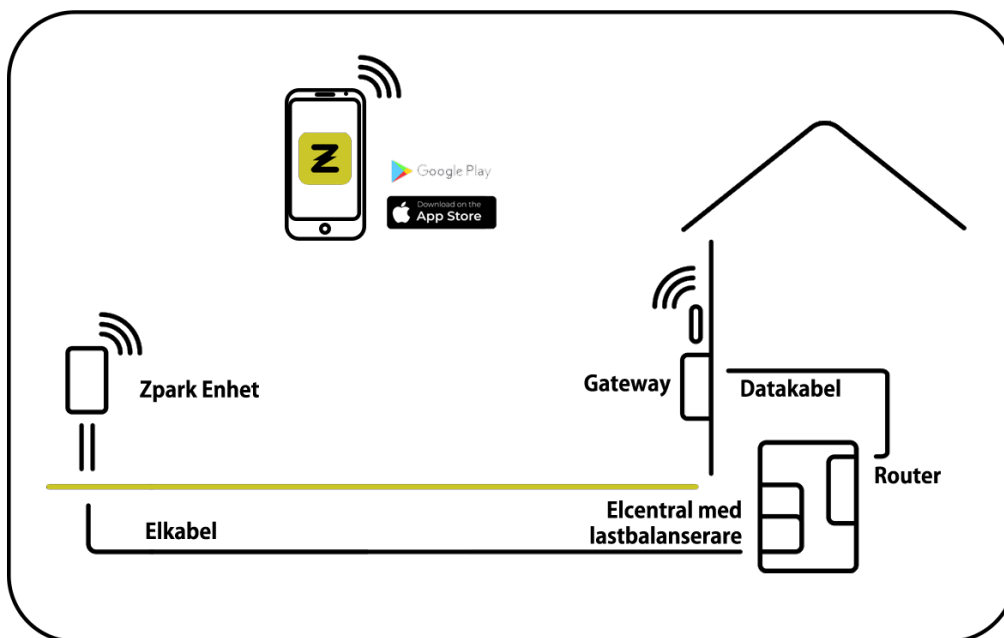 Z
Google Play
Download on the
App Store
Zpark Enhet
Gateway
Datakabel
Router
Elcentral med
lastbalanserare
Elkabel